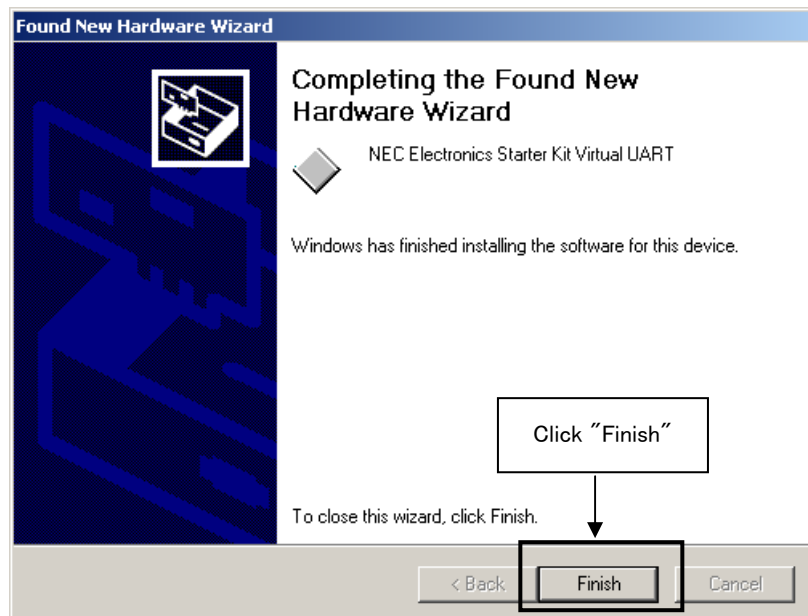 Found New Hardware Wizard
Completing the Found New
Hardware Wizard
NEC Electronics Starter Kit Virtual UART
Windows has finished installing the software for this device.
Click "Finish"
To close this wizard, click Finish.
< Back
Finish
Cancel